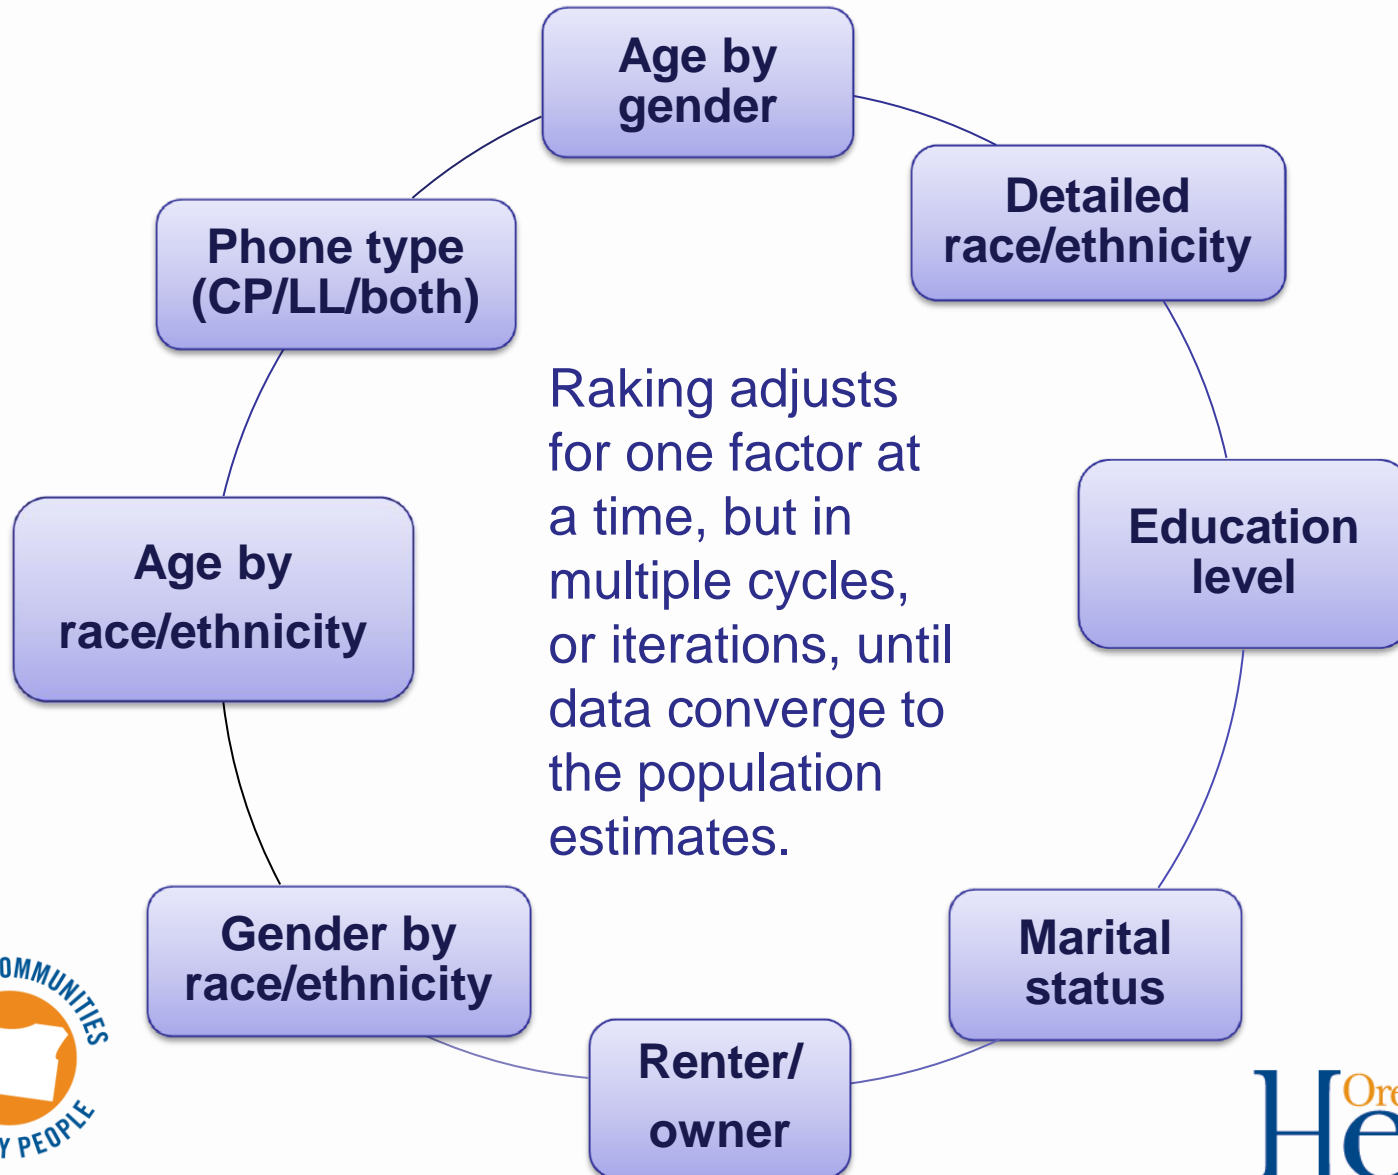 Age by
gender
Detailed
race/ethnicity
Phone type
(CP/LL/both)
Raking adjusts
for one factor at
a time, but in
multiple cycles,
or iterations, until
data converge to
the population
estimates.
Education
level
Age by
race/ethnicity
Gender by
race/ethnicity
Marital
status
Renter/
owner
PEOPLE